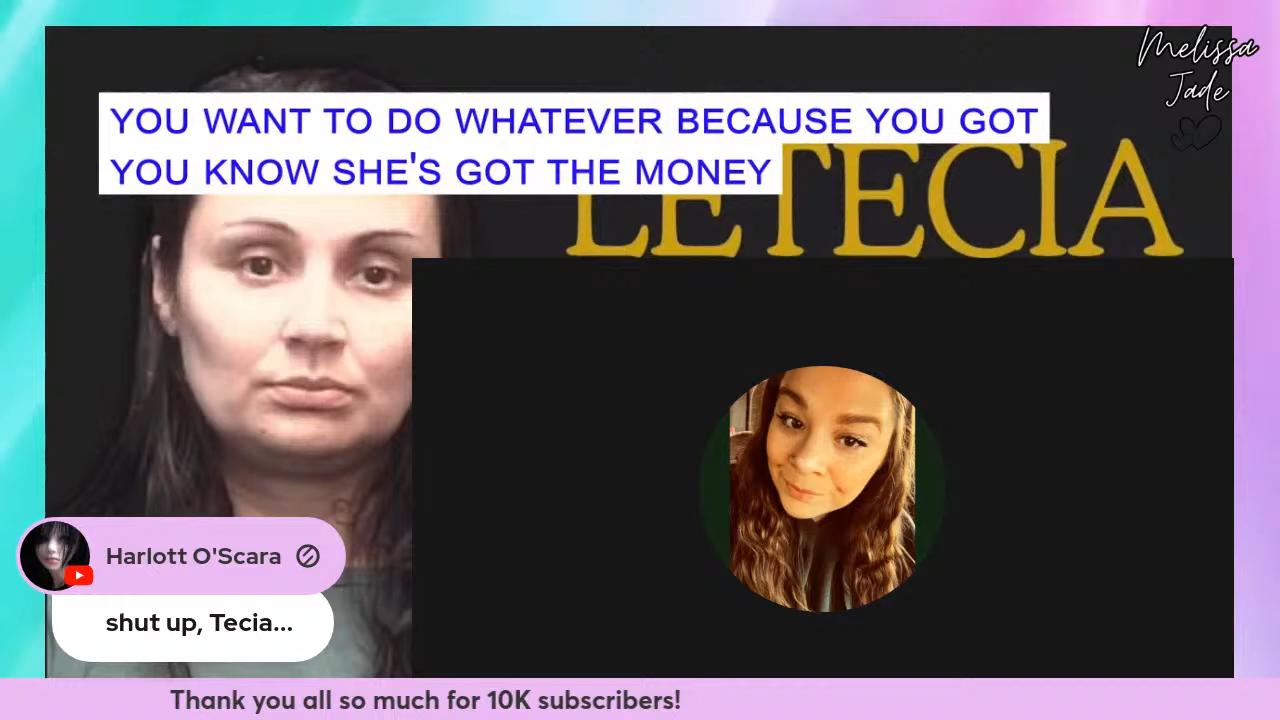 Melissa
Jade
YOU WANT TO DO WHATEVER BECAUSE YOU GOT
YOU KNOW SHE'S GOT THE MONEY
LETECIA
Harlott O'Scara
shut up, Tecia...
Thank you all so much for 10K subscribers!